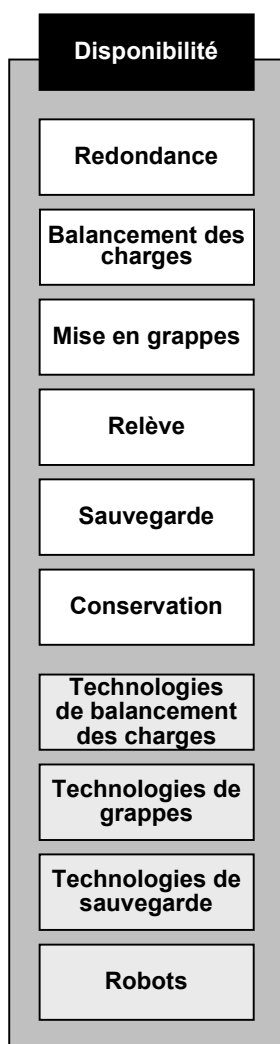 Disponibilité
Redondance
Balancement des
charges
Mise en grappes
Relève
Sauvegarde
Conservation
Technologies
de balancement
des charges
Technologies de
grappes
Technologies de
sauvegarde
Robots